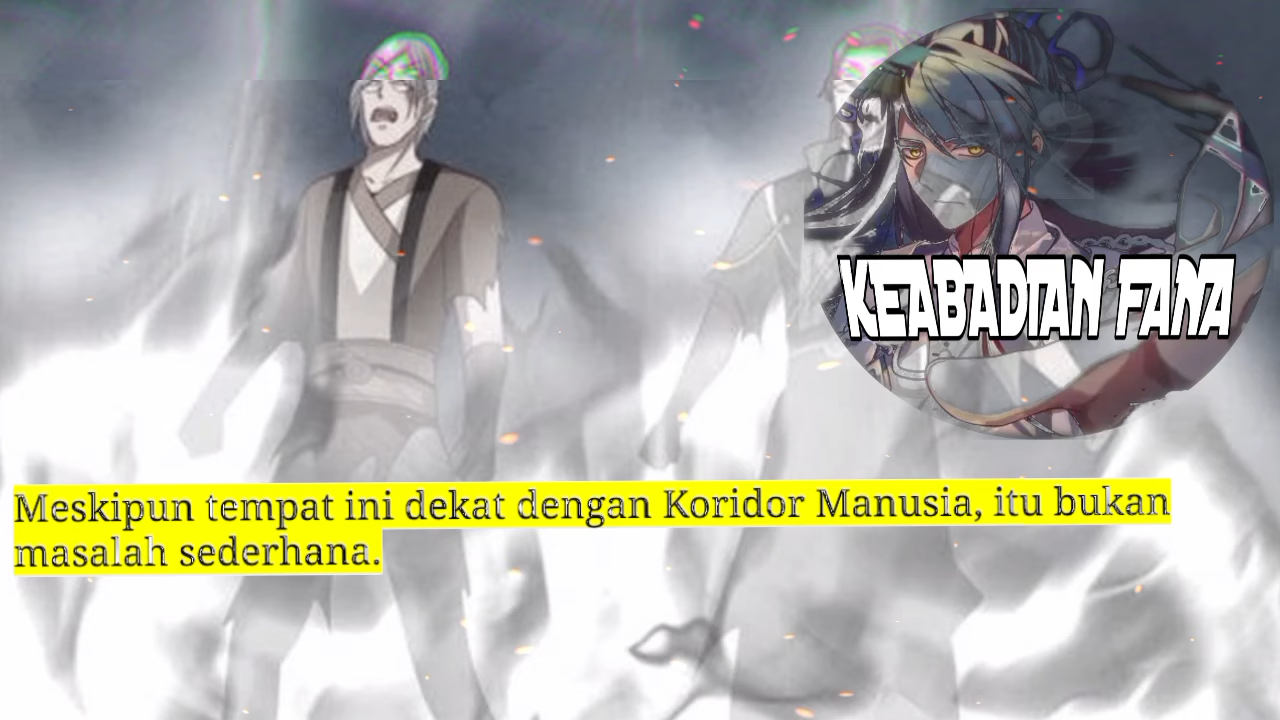 KEABADIAN FANA
Meskipun tempat ini dekat dengan Koridor Manusia, itu bukan
masalah sederhana.